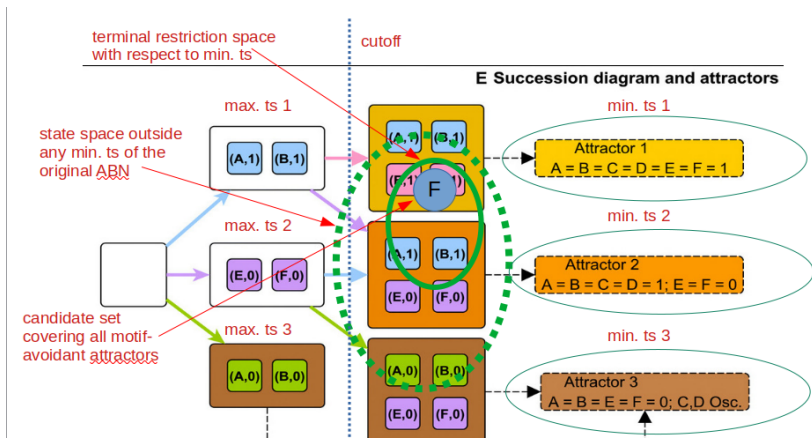 terminal restriction space
with respect to min. ts
cutoff
E Succession diagram and attractors
max. ts 1
min. ts 1
state space outside
any min. ts of the
original ABN
(A,1) (B,1)
(A,1) (B,1)
Attractor 1
A = B = C = D = E = F = 1
F
max. ts 2
min. ts 2
(E,0) (F,0)
(A,1) (B,1)
Attractor 2
A = B = C = D = 1; E = F = 0
(E,0) (F,0)
candidate set
covering all motif-
avoidant attractors
max. ts 3
min. ts 3
(A,0) (B,0)
(A,0) (B,0)
Attractor 3
A = B = E = F = 0; C,D Osc.
(E,0) (F,0)